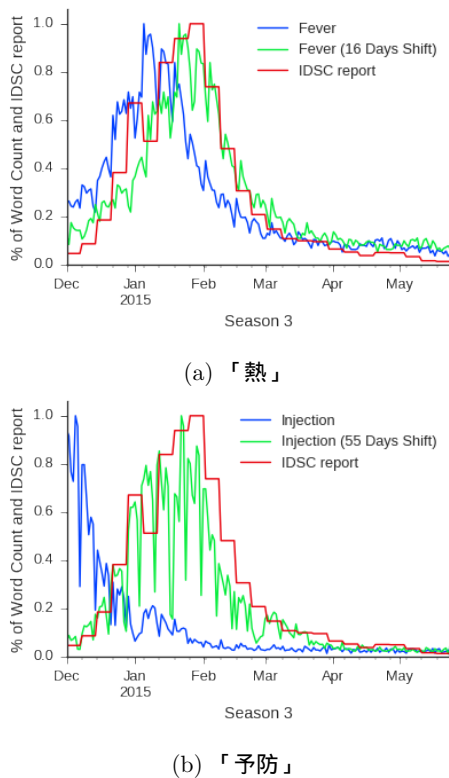 % of Word Count and IDSC report
1.0
0.8
0.6
0.4
0.2
0.0
Fever
Fever (16 Days Shift)
IDSC report
Dec Jan Feb Mar Apr May
2015
Season 3
(a) 「熱」
% of Word Count and IDSC report
1.0
0.8
0.6
0.4
0.2
0.0
Injection
Injection (55 Days Shift)
IDSC report
Dec Jan Feb Mar Apr May
2015
Season 3
(b) 「予防」